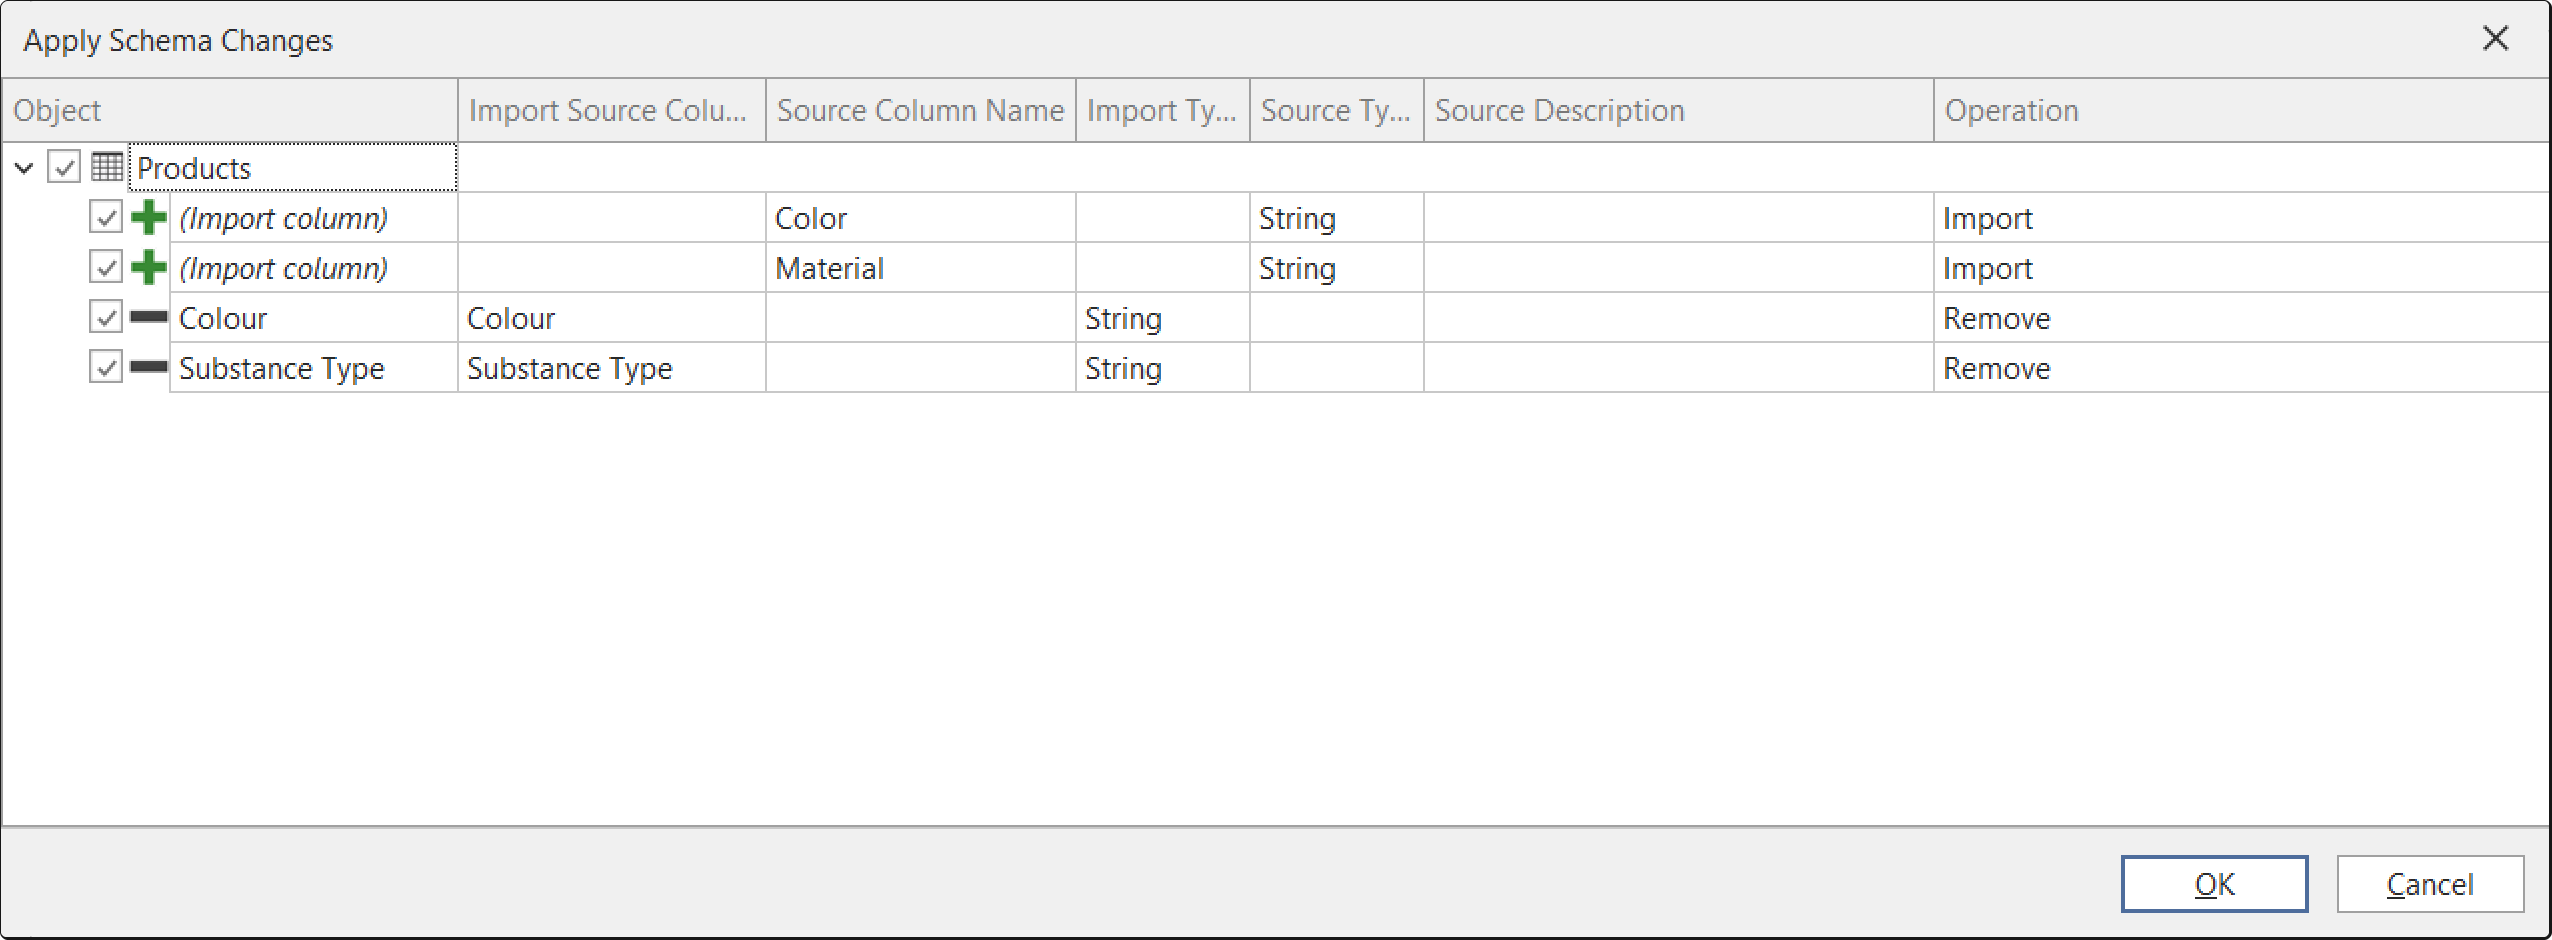 Apply Schema Changes
Object Import Source Colu... Source Column Name Import Ty... Source Ty... Source Description Operation
Products
(Import column) Color String Import
(Import column) Material String Import
Colour Colour String Remove
Substance Type Substance Type String Remove
OK Cancel